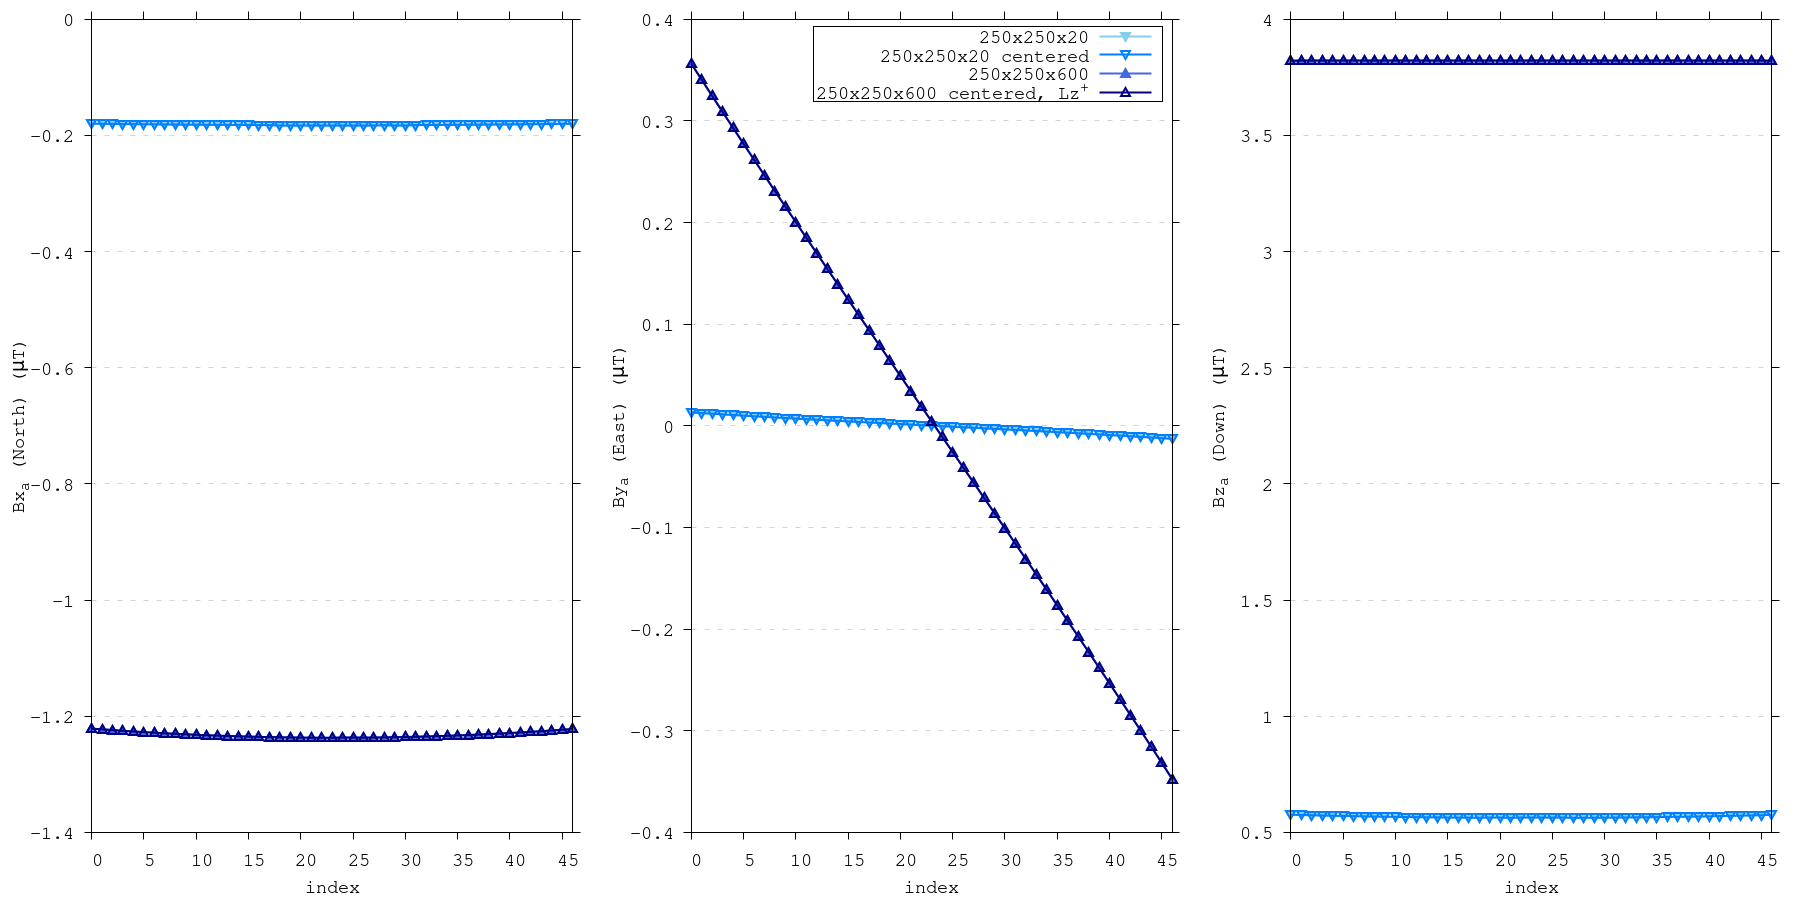 0
-0.2
-0.4
-0.6
-0.8
-1
-1.2
-1.4
Bxₐ (North) (µT)
0 5 10 15 20 25 30 35 40 45
index
250x250x20
250x250x20 centered
250x250x600
250x250x600 centered, Lz⁺
0.4
0.3
0.2
0.1
0
-0.1
-0.2
-0.3
-0.4
Byₐ (East) (µT)
0 5 10 15 20 25 30 35 40 45
index
4
3.5
3
2.5
2
1.5
1
0.5
Bzₐ (Down) (µT)
0 5 10 15 20 25 30 35 40 45
index